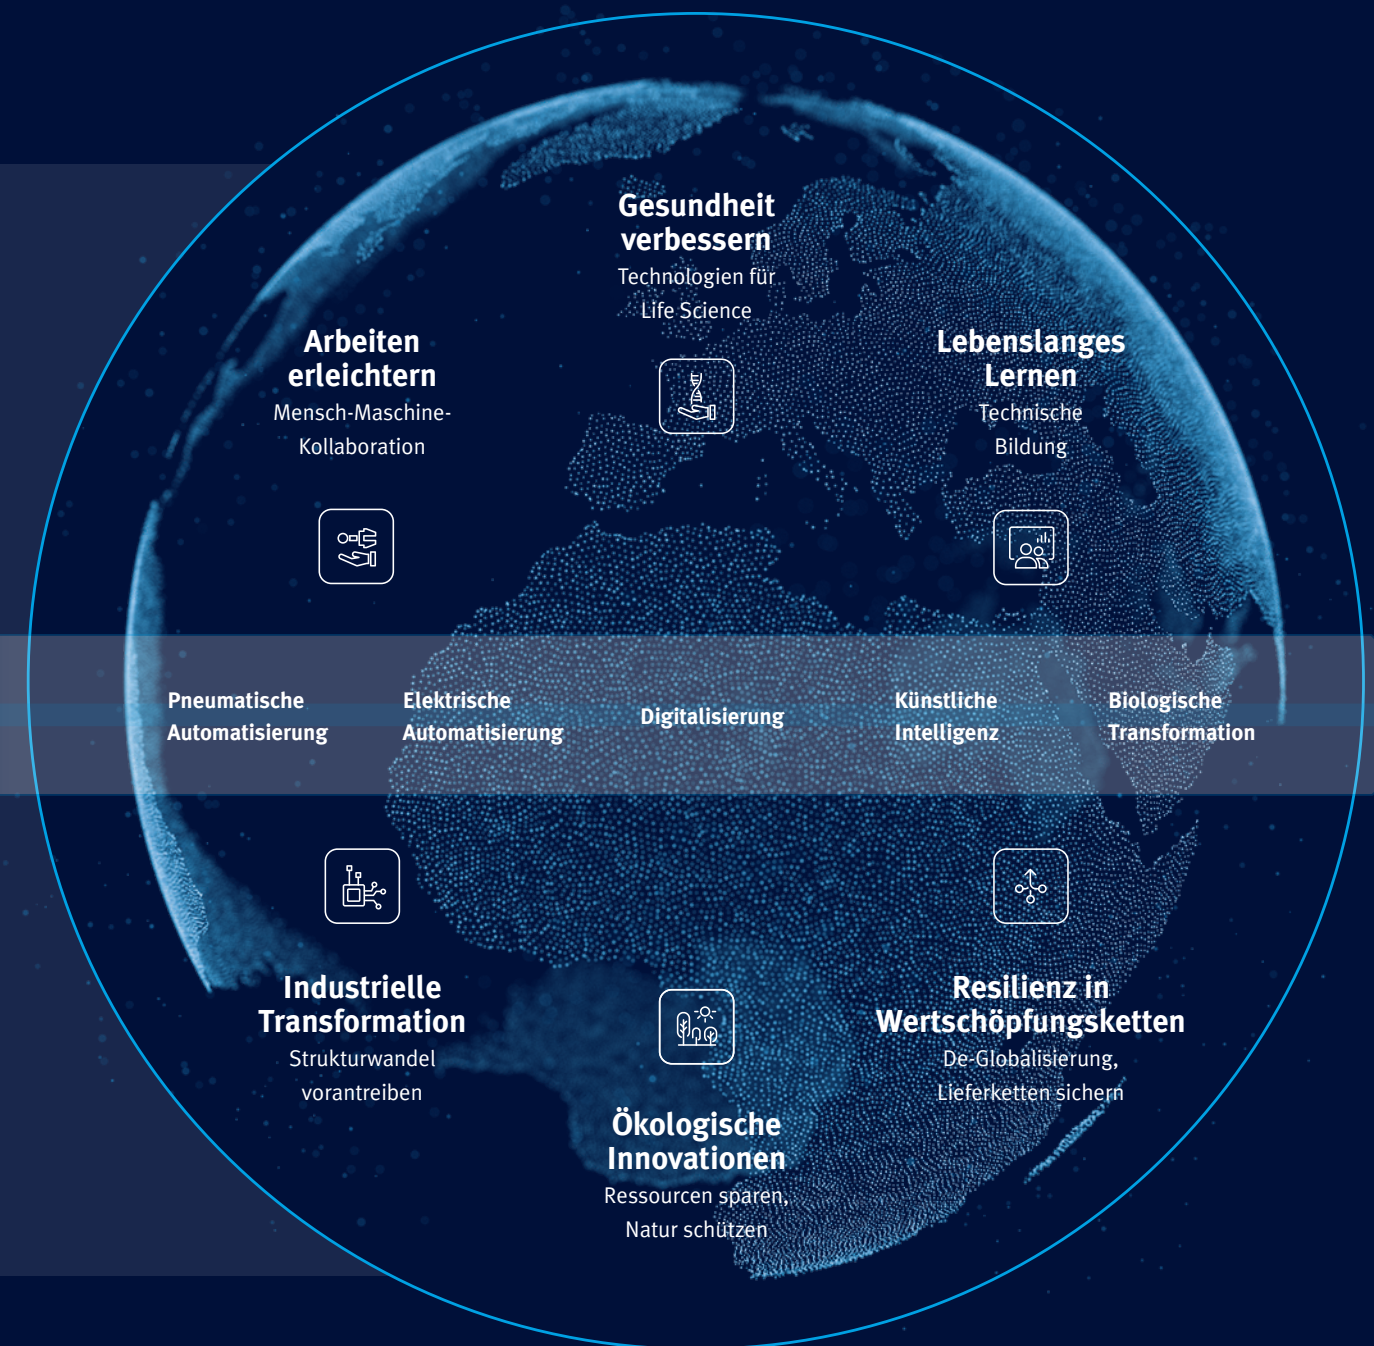 Gesundheit
verbessern
Technologien für
Life Science
Arbeiten
erleichtern
Mensch-Maschine-
Kollaboration
Lebenslanges
Lernen
Technische
Bildung
Pneumatische
Automatisierung
Elektrische
Automatisierung
Digitalisierung
Künstliche
Intelligenz
Biologische
Transformation
Industrielle
Transformation
Strukturwandel
vorantreiben
Ökologische
Innovationen
Ressourcen sparen,
Natur schützen
Resilienz in
Wertschöpfungsketten
De-Globalisierung,
Lieferketten sichern